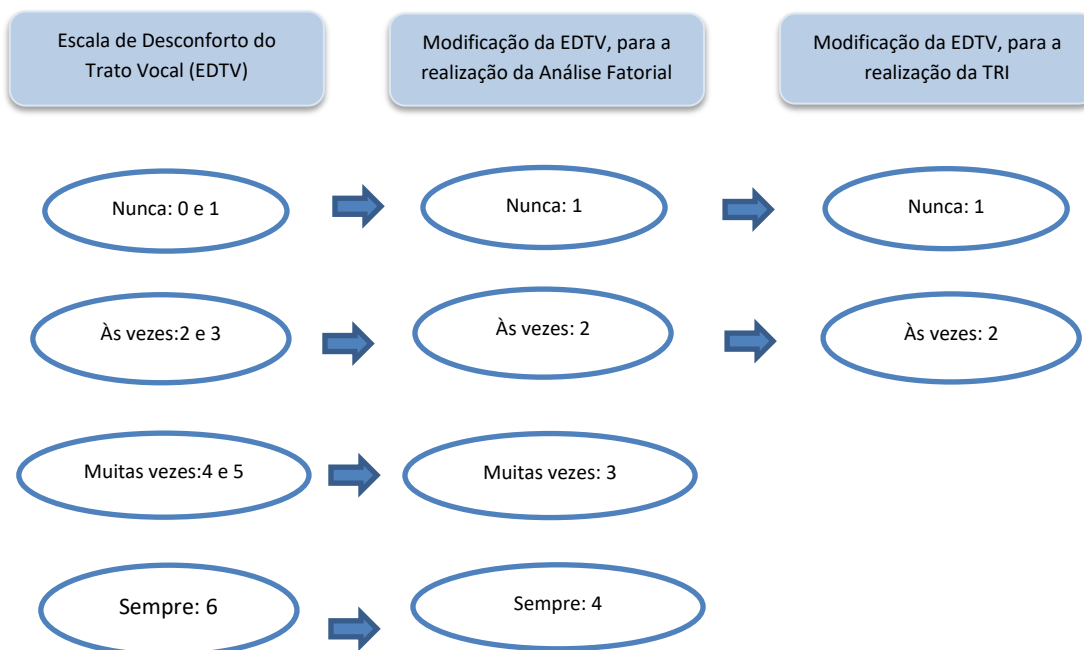 Escala de Desconforto do
Trato Vocal (EDTV)
Modificação da EDTV, para a
realização da Análise Fatorial
Modificação da EDTV, para a
realização da TRI
Nunca: 0 e 1
Nunca: 1
Nunca: 1
Às vezes:2 e 3
Às vezes: 2
Às vezes: 2
Muitas vezes:4 e 5
Muitas vezes: 3
Sempre: 6
Sempre: 4